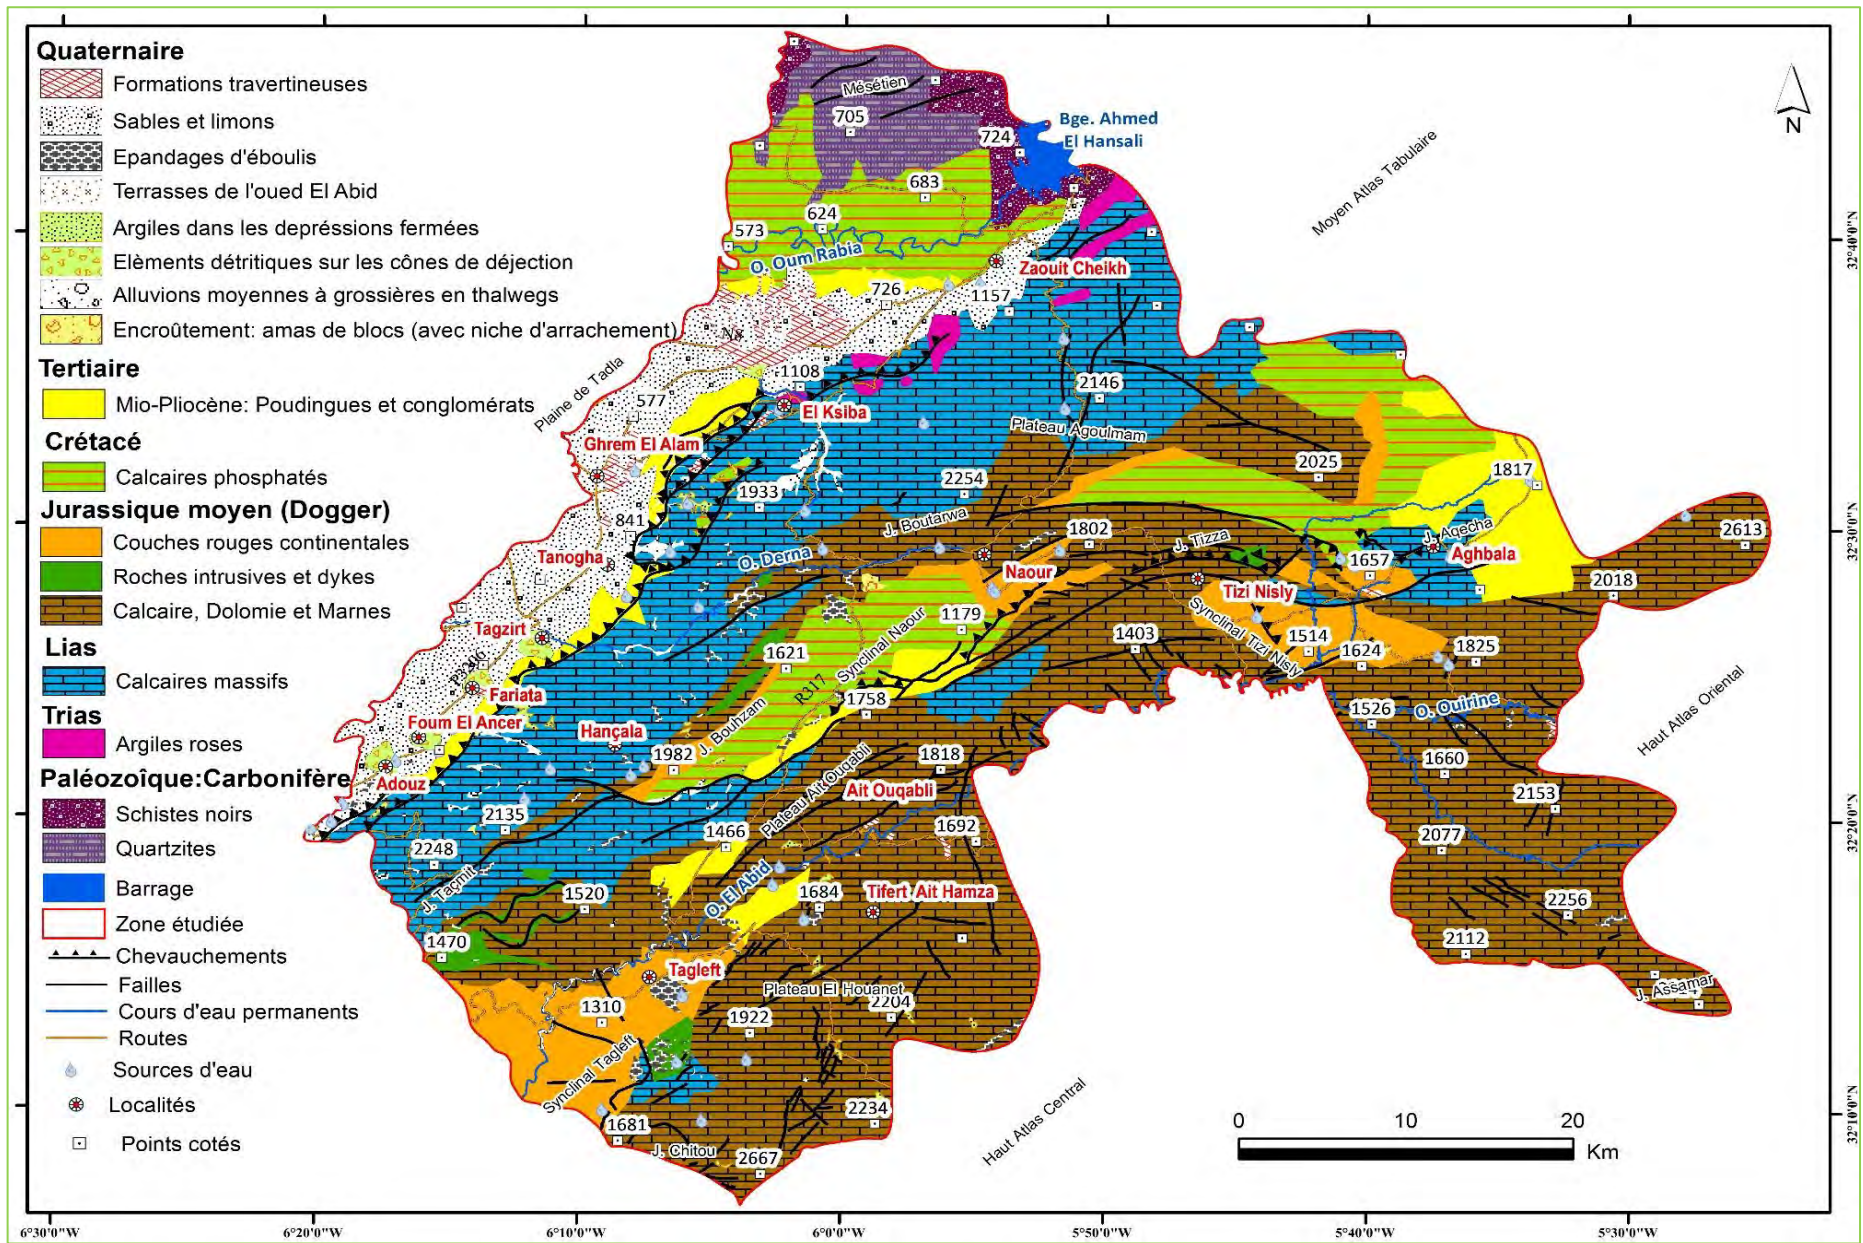 Quaternaire
Formations travertineuses
Sables et limons
Epandages d'éboulis
Terrasses de l'oued El Abid
Argiles dans les depréssions fermées
Elèments détritiques sur les cônes de déjection
Alluvions moyennes à grossières en thalwegs
Encroûtement: amas de blocs (avec niche d'arrachement)
Tertiaire
Mio-Pliocène: Poudingues et conglomérats
Crétacé
Calcaires phosphatés
Jurassique moyen (Dogger)
Couches rouges continentales
Roches intrusives et dykes
Calcaire, Dolomie et Marnes
Lias
Calcaires massifs
Trias
Argiles roses
Paléozoîque:Carbonifère
Schistes noirs
Quartzites
Barrage
Zone étudiée
Chevauchements
Failles
Cours d'eau permanents
Routes
Sources d'eau
Localités
Points cotés
Mésétien
705
724
Bge. Ahmed
El Hansali
683
624
573
O. Oum Rabia
Zaouit Cheikh
726
1157
Moyen Atlas Tabulaire
N
N8
Plaine de Tadla
1108
577
El Ksiba
Ghrem El Alam
2146
Plateau Agoulmam
2025
1817
1933
2254
841
J. Boutarwa
1802
J. Tizza
J. Aqecha
2613
Tanogha
O. Derna
Naour
1657
Aghbala
2018
Tizi Nisly
1179
Synclinal Naour
1403
Synclinal Tizi Nisly
1514
1624
1825
Tagzirt
1621
R317
1758
Fariata
Foum El Ancer
Hançala
J. Bouhzam
1982
1526
O. Ouirine
Haut Atlas Oriental
Adouz
Plateau Ait Ouqabli
1818
Ait Ouqabli
1660
2153
2135
1466
1692
2077
2248
J. Taçmit
O. El Abid
1520
1684
Tifert Ait Hamza
2256
1470
2112
Tagleft
Plateau El Houanet
2204
J. Assamar
1310
1922
Synclinal Tagleft
1681
2234
J. Chitou
2667
Haut Atlas Central
0 10 20
Km
32°40'0"N
32°30'0"N
32°20'0"N
32°10'0"N
6°30'0"W 6°20'0"W 6°10'0"W 6°0'0"W 5°50'0"W 5°40'0"W 5°30'0"W